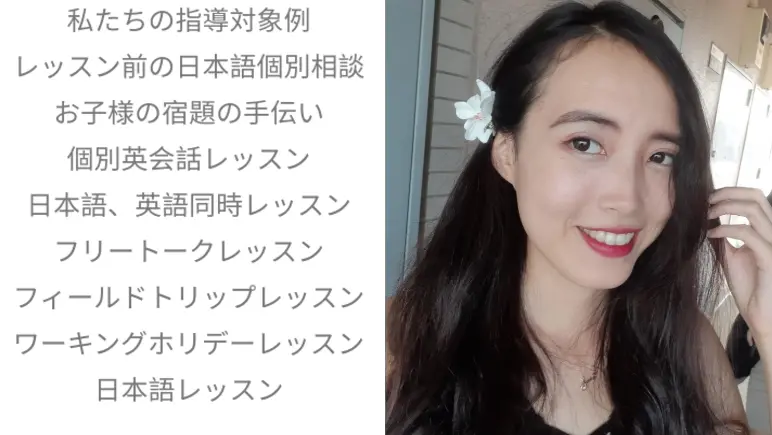 私たちの指導対象例
レッスン前の日本語個別相談
お子様の宿題の手伝い
個別英会話レッスン
日本語、英語同時レッスン
フリートークレッスン
フィールドトリップレッスン
ワーキングホリデーレッスン
日本語レッスン